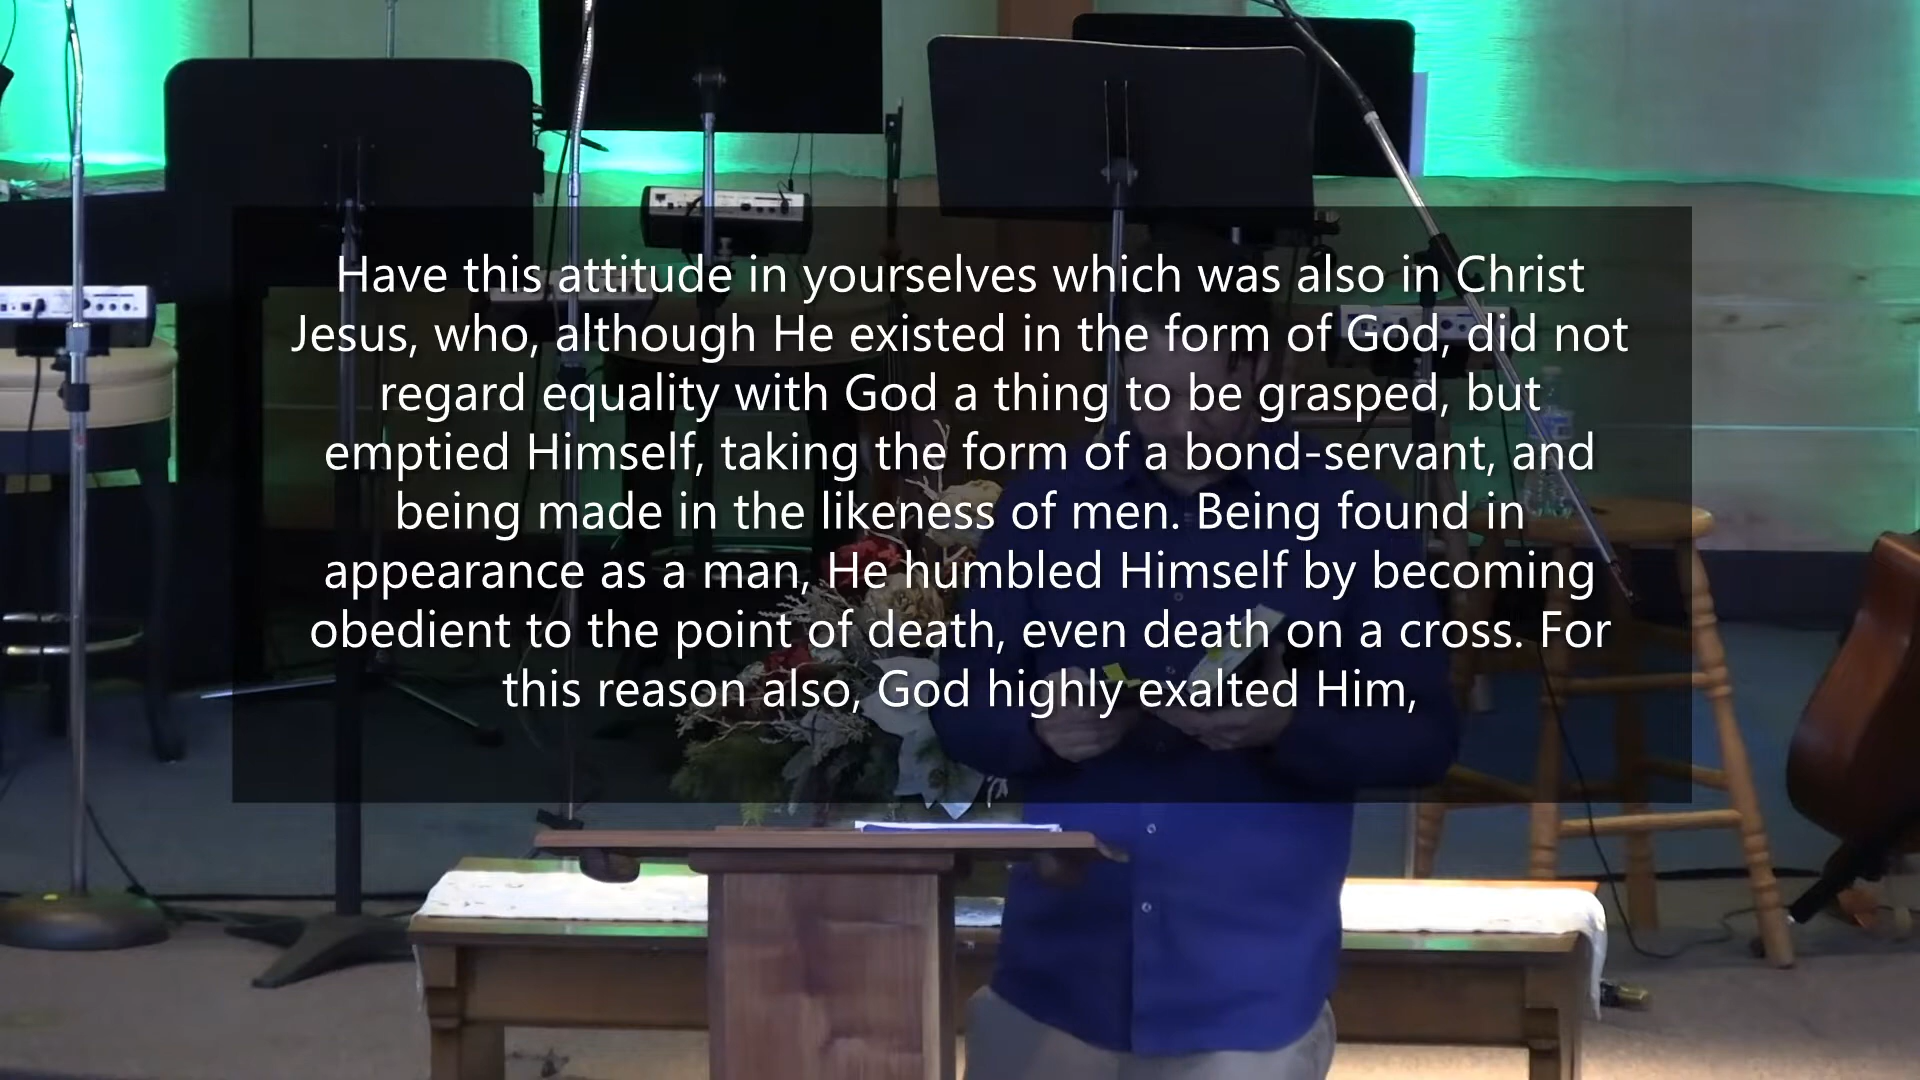 Have this attitude in yourselves which was also in Christ
Jesus, who, although He existed in the form of God, did not
regard equality with God a thing to be grasped, but
emptied Himself, taking the form of a bond-servant, and
being made in the likeness of men. Being found in
appearance as a man, He humbled Himself by becoming
obedient to the point of death, even death on a cross. For
this reason also, God highly exalted Him,